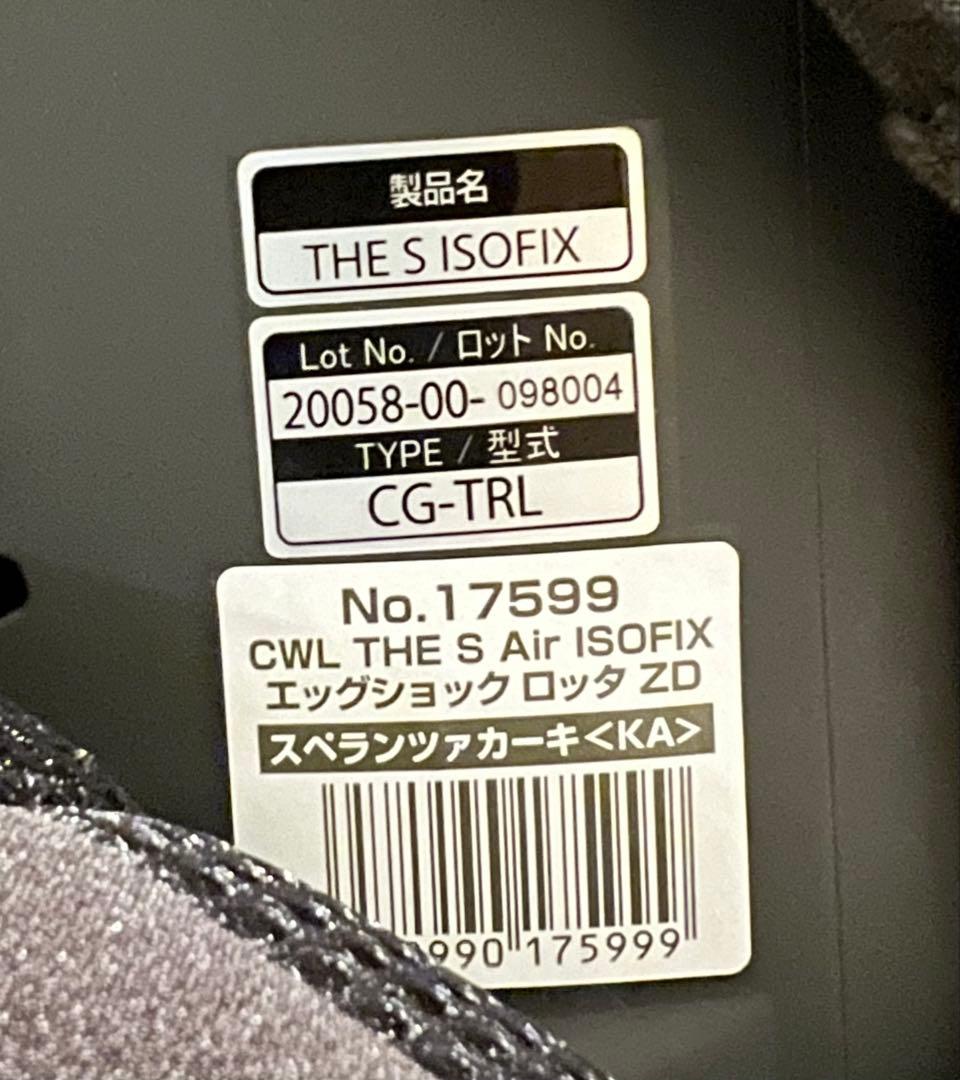 製品名
THE S ISOFIX
Lot No. / ロット No.
20058-00- 098004
TYPE / 型式
CG-TRL
No.17599
CWL THE S Air ISOFIX
エッグショック ロッタ ZD
スペランツァカーキ<KA>
990 175999